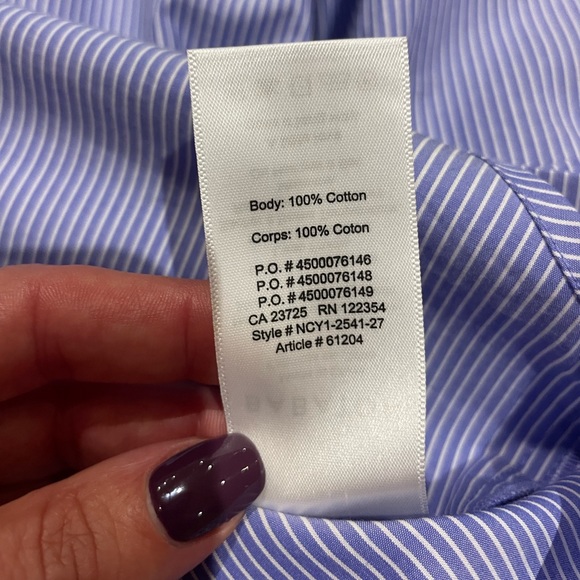 Body: 100% Cotton
Corps: 100% Coton
P.O. # 4500076146
P.O. # 4500076148
P.O. # 4500076149
CA 23725 RN 122354
Style # NCY1-2541-27
Article # 61204